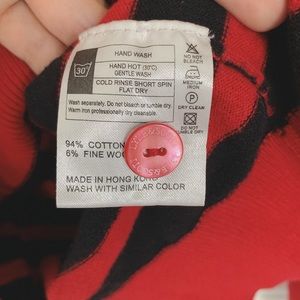 HAND WASH
30°
HAND HOT (30°C)
GENTLE WASH
COLD RINSE SHORT SPIN
FLAT DRY
DO NOT
BLEACH
MEDIUM
IRON
P
DRY CLEAN
DO NOT
TUMBLE DRY
Wash separately. Do not bleach or tumble dry.
Warm iron professionally dry cleanable.
94% COTTON
6% FINE
MADE IN HONG KONG
WASH WITH SIMILAR COLOR